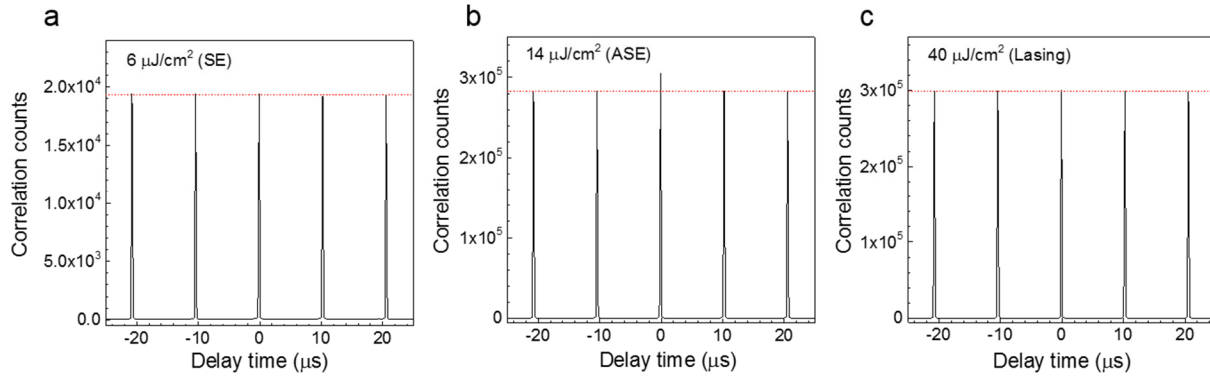 a
6 μJ/cm² (SE)
Correlation counts
2.0x10⁴
1.5x10⁴
1.0x10⁴
5.0x10³
0.0
-20 -10 0 10 20
Delay time (μs)
b
14 μJ/cm² (ASE)
Correlation counts
3x10⁵
2x10⁵
1x10⁵
0
-20 -10 0 10 20
Delay time (μs)
c
40 μJ/cm² (Lasing)
Correlation counts
3x10⁵
2x10⁵
1x10⁵
0
-20 -10 0 10 20
Delay time (μs)